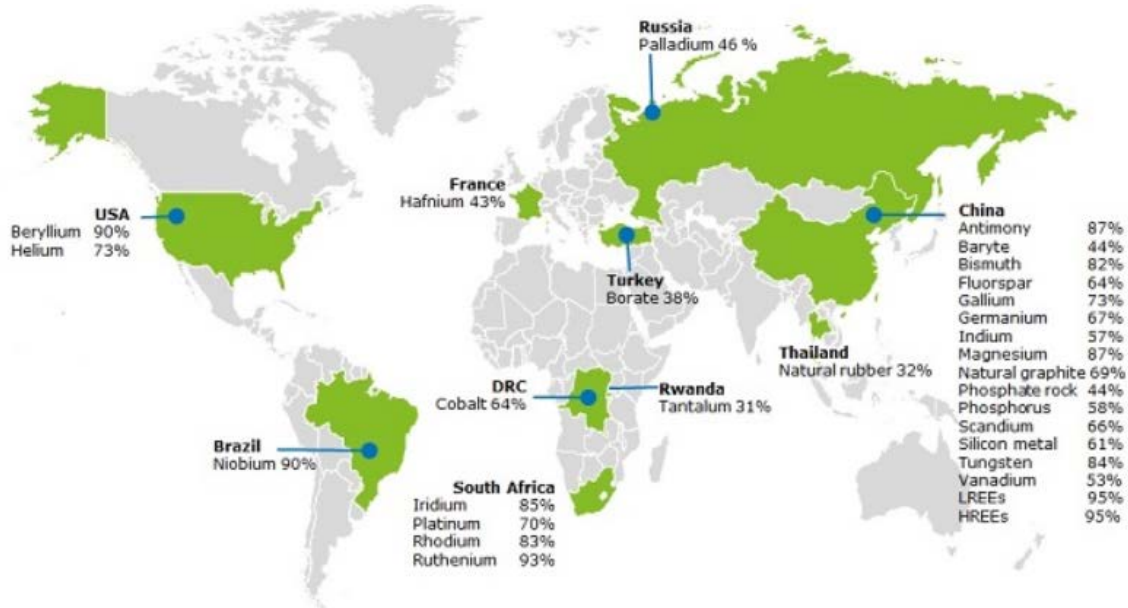 Russia
Palladium 46 %
France
Hafnium 43%
USA
Beryllium 90%
Helium 73%
China
Antimony 87%
Baryte 44%
Bismuth 82%
Fluorspar 64%
Gallium 73%
Germanium 67%
Indium 57%
Magnesium 87%
Natural graphite 69%
Phosphate rock 44%
Phosphorus 58%
Scandium 66%
Silicon metal 61%
Tungsten 84%
Vanadium 53%
LREEs 95%
HREEs 95%
Turkey
Borate 38%
Thailand
Natural rubber 32%
DRC
Cobalt 64%
Rwanda
Tantalum 31%
Brazil
Niobium 90%
South Africa
Iridium 85%
Platinum 70%
Rhodium 83%
Ruthenium 93%